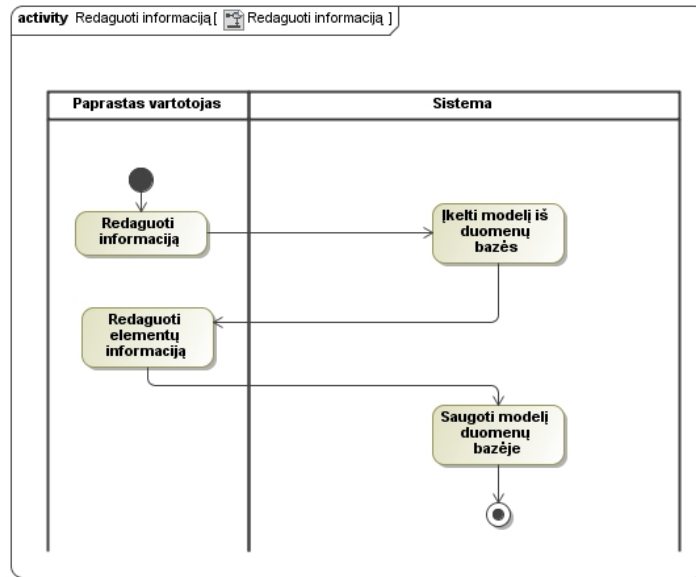 activity Redaguoti informaciją [ Redaguoti informaciją ]
Paprastas vartotojas
Sistema
Redaguoti
informaciją
Įkelti modelį iš
duomenų
bazės
Redaguoti
elementų
informaciją
Saugoti modelį
duomenų
bazėje